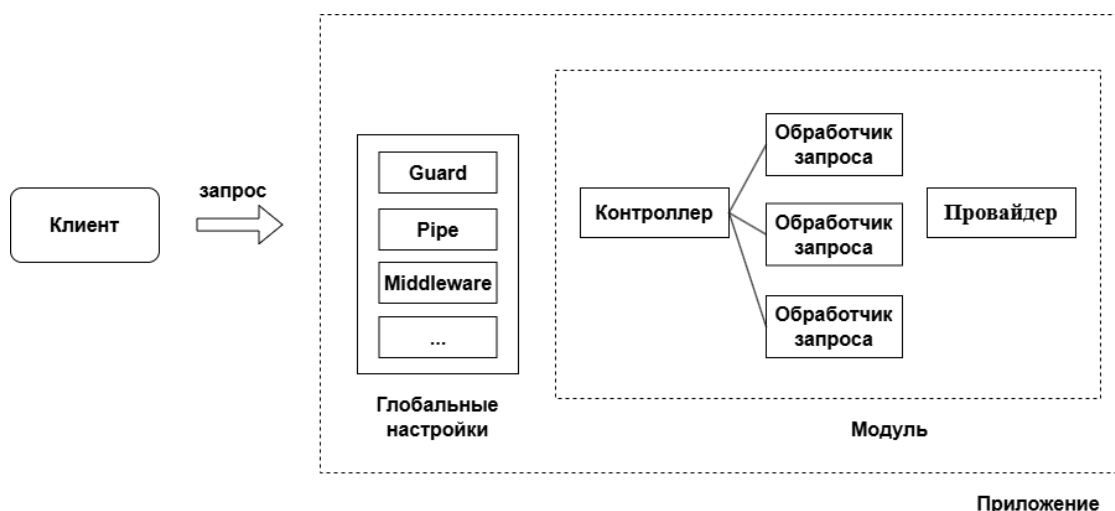 Клиент
запрос
Guard
Pipe
Middleware
...
Глобальные
настройки
Контроллер
Обработчик
запроса
Обработчик
запроса
Обработчик
запроса
Провайдер
Модуль
Приложение